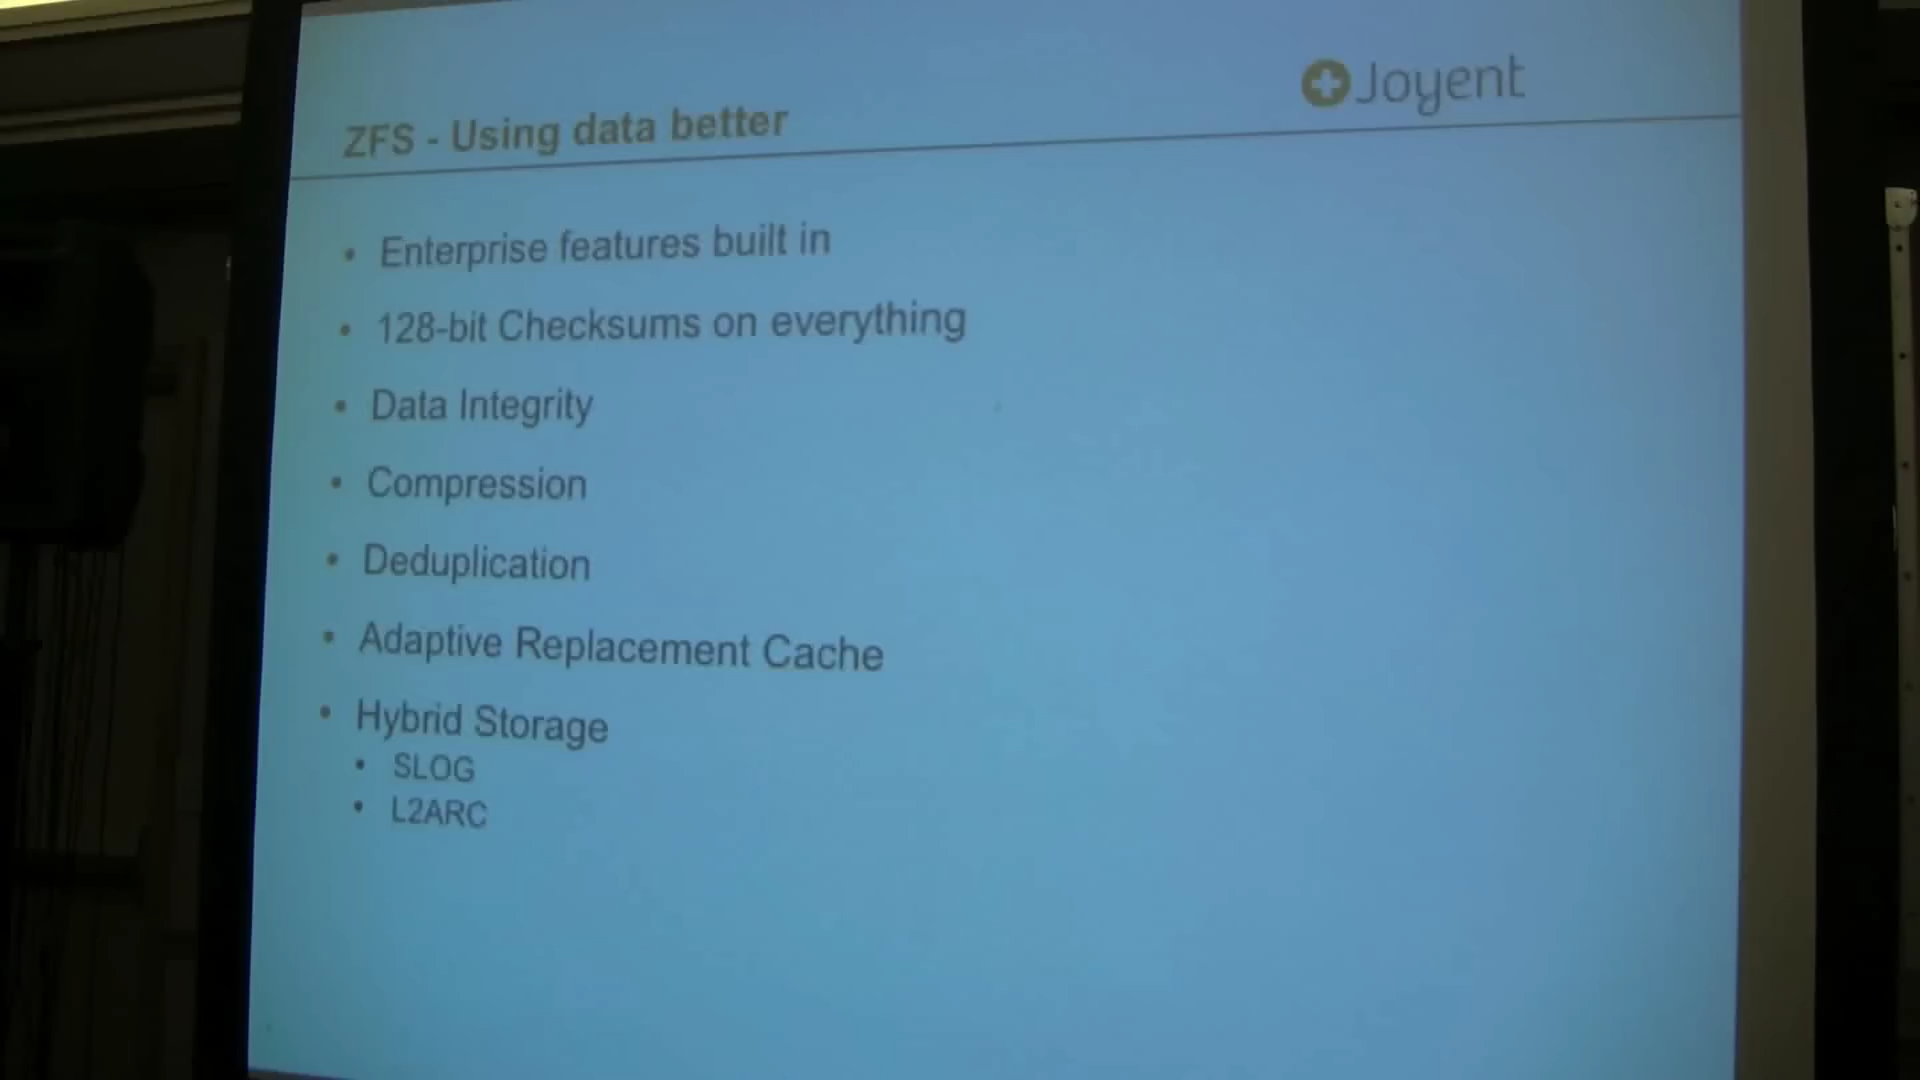 Joyent
ZFS - Using data better
• Enterprise features built in
• 128-bit Checksums on everything
• Data Integrity
• Compression
• Deduplication
• Adaptive Replacement Cache
• Hybrid Storage
• SLOG
• L2ARC